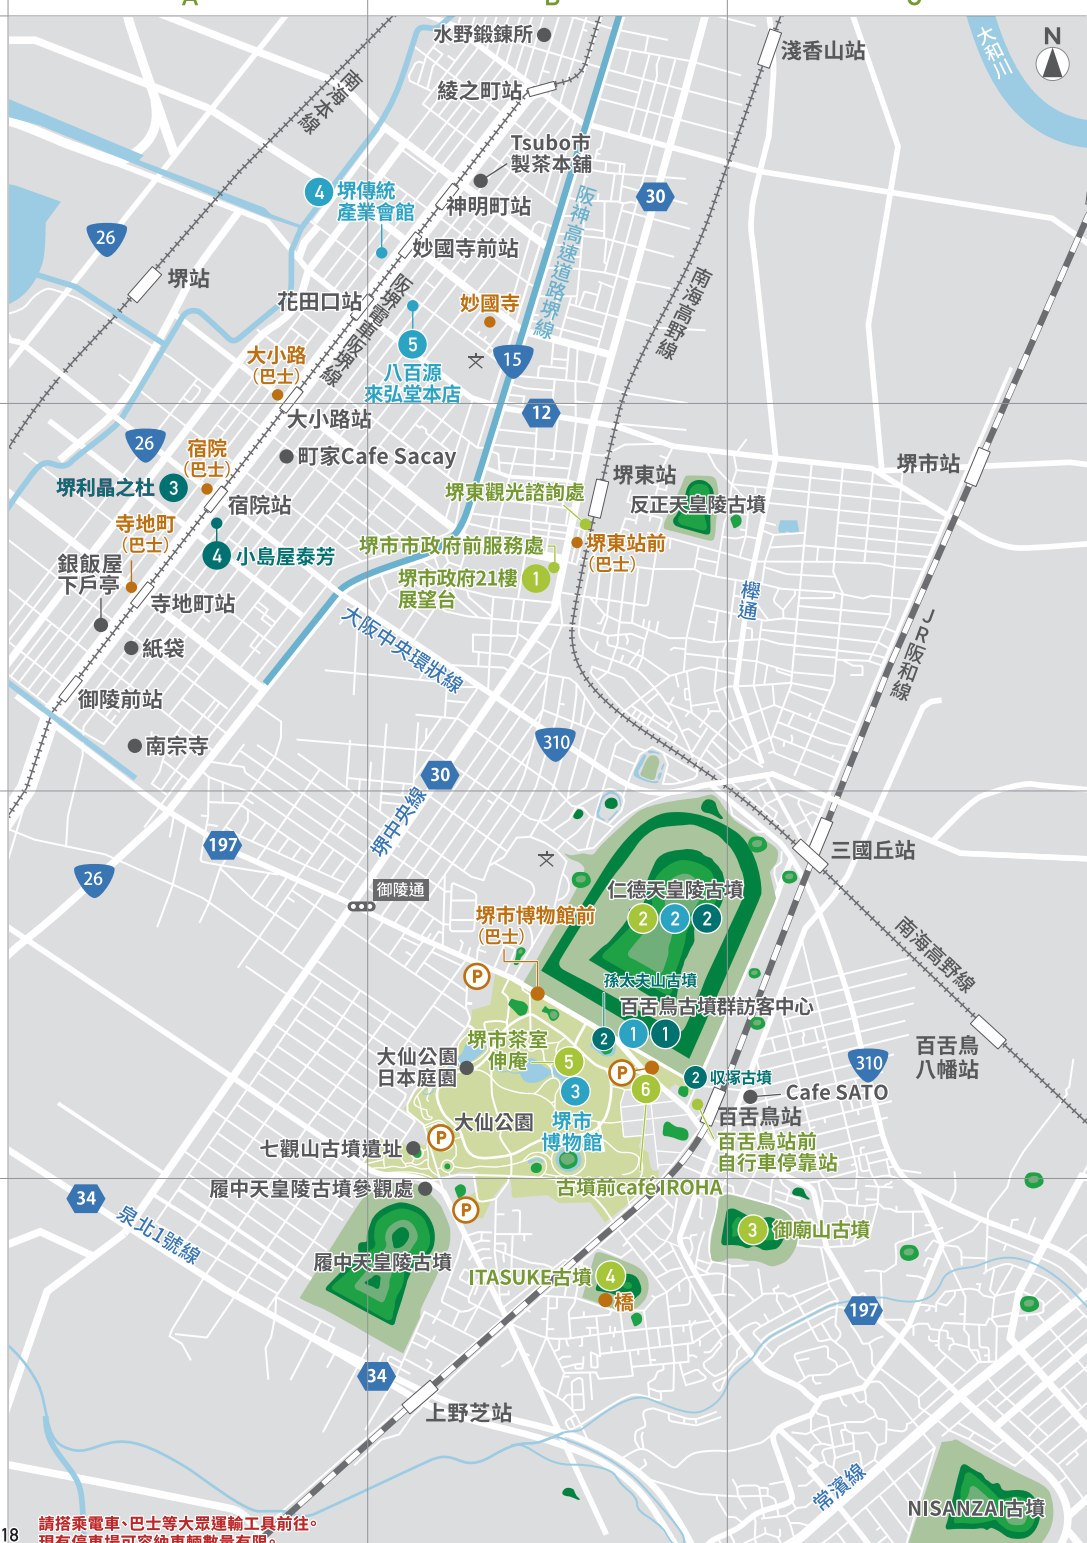 水野鍛錬所
淺香山站
大和川
N
綾之町站
南海本線
Tsubo市
製茶本舖
4
堺傳統
產業會館
神明町站
30
阪神高速道路堺線
26
妙國寺前站
堺站
花田口站
阪堺電車阪堺線
妙國寺
南海高野線
5
八百源
來弘堂本店
15
大小路
(巴士)
12
大小路站
26
宿院
(巴士)
町家Cafe Sacay
堺市站
堺利晶之杜
3
宿院站
堺東觀光諮詢處
堺東站
反正天皇陵古墳
寺地町
(巴士)
4
小島屋泰芳
堺市市政府前服務處
堺東站前
(巴士)
銀飯屋
下戶亭
堺市政府21樓
展望台
1
寺地町站
櫸通
大阪中央環狀線
JR阪和線
紙袋
御陵前站
南宗寺
310
30
堺中央線
197
三國丘站
26
御陵通
仁德天皇陵古墳
2
2
2
堺市博物館前
(巴士)
南海高野線
P
孫太夫山古墳
百舌鳥古墳群訪客中心
2
1
1
堺市茶室
伸庵
5
百舌鳥
八幡站
310
大仙公園
日本庭園
P
3
6
2
収塚古墳
Cafe SATO
大仙公園
堺市
博物館
百舌鳥站
百舌鳥站前
自行車停靠站
P
七觀山古墳遺址
履中天皇陵古墳參觀處
古墳前cafe IROHA
34
P
泉北1號線
3
御廟山古墳
履中天皇陵古墳
ITASUKE古墳
4
橋
197
34
上野芝站
常濱線
NISANZAI古墳
18
請搭乘電車、巴士等大眾運輸工具前往。
現有停車場可容納車輛數量有限。